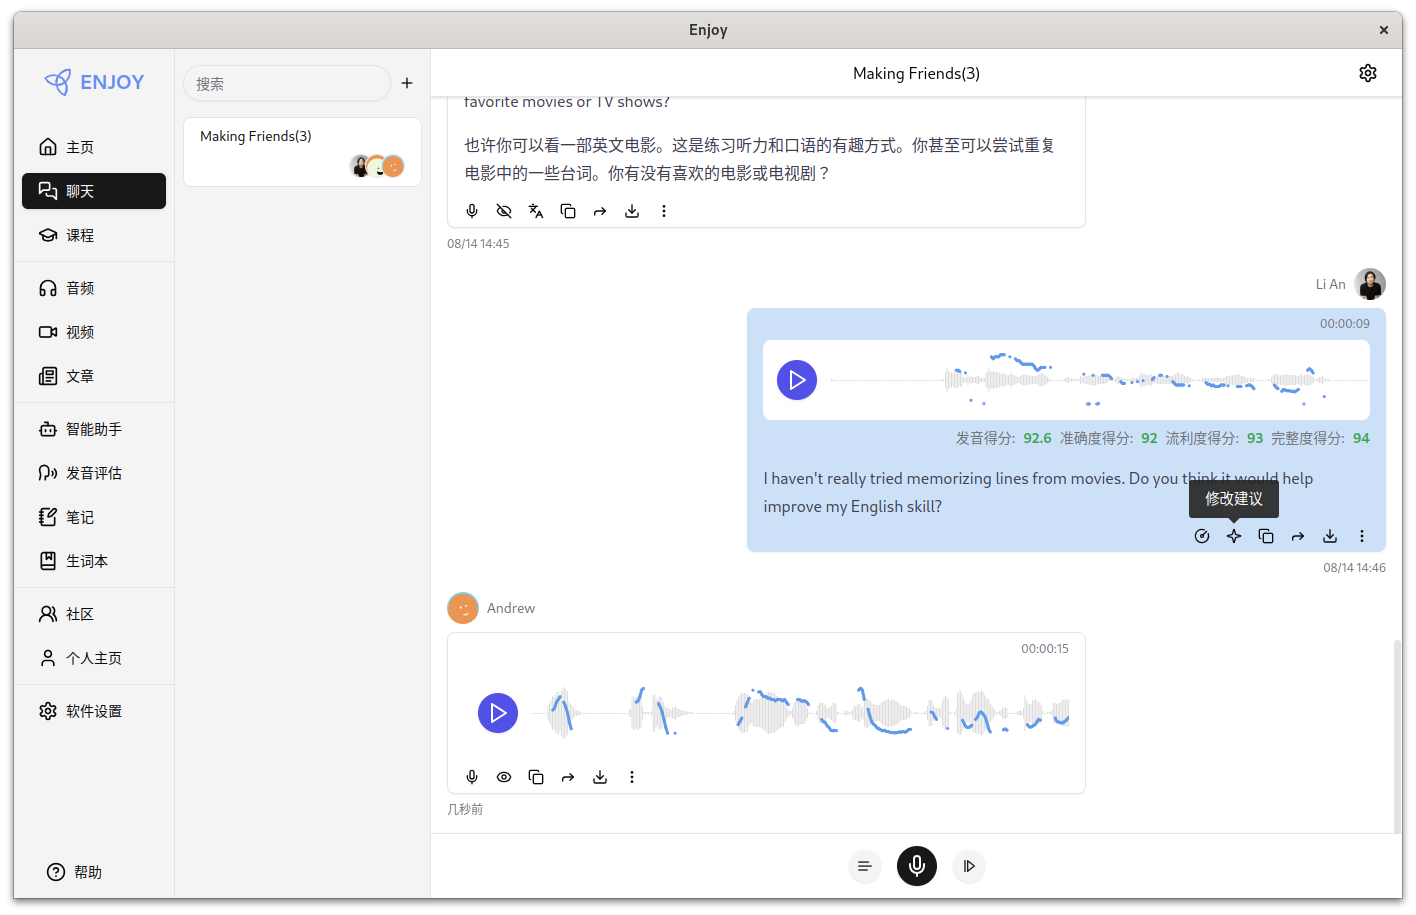 Enjoy
ENJOY
主页
聊天
课程
音频
视频
文章
智能助手
发音评估
笔记
生词本
社区
个人主页
软件设置
帮助
搜索
Making Friends(3)
Making Friends(3)
favorite movies or TV shows?
也许你可以看一部英文电影。这是练习听力和口语的有趣方式。你甚至可以尝试重复
电影中的一些台词。你有没有喜欢的电影或电视剧？
08/14 14:45
Li An
00:00:09
发音得分: 92.6 准确度得分: 92 流利度得分: 93 完整度得分: 94
I haven't really tried memorizing lines from movies. Do you think it would help
improve my English skill?
修改建议
08/14 14:46
Andrew
00:00:15
几秒前